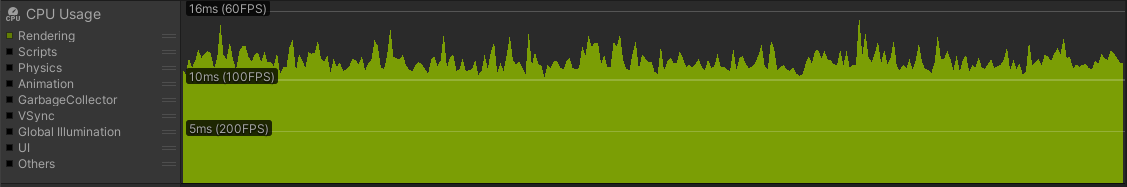 CPU Usage
CPU
Rendering
Scripts
Physics
Animation
GarbageCollector
VSync
Global Illumination
UI
Others
16ms (60FPS)
10ms (100FPS)
5ms (200FPS)